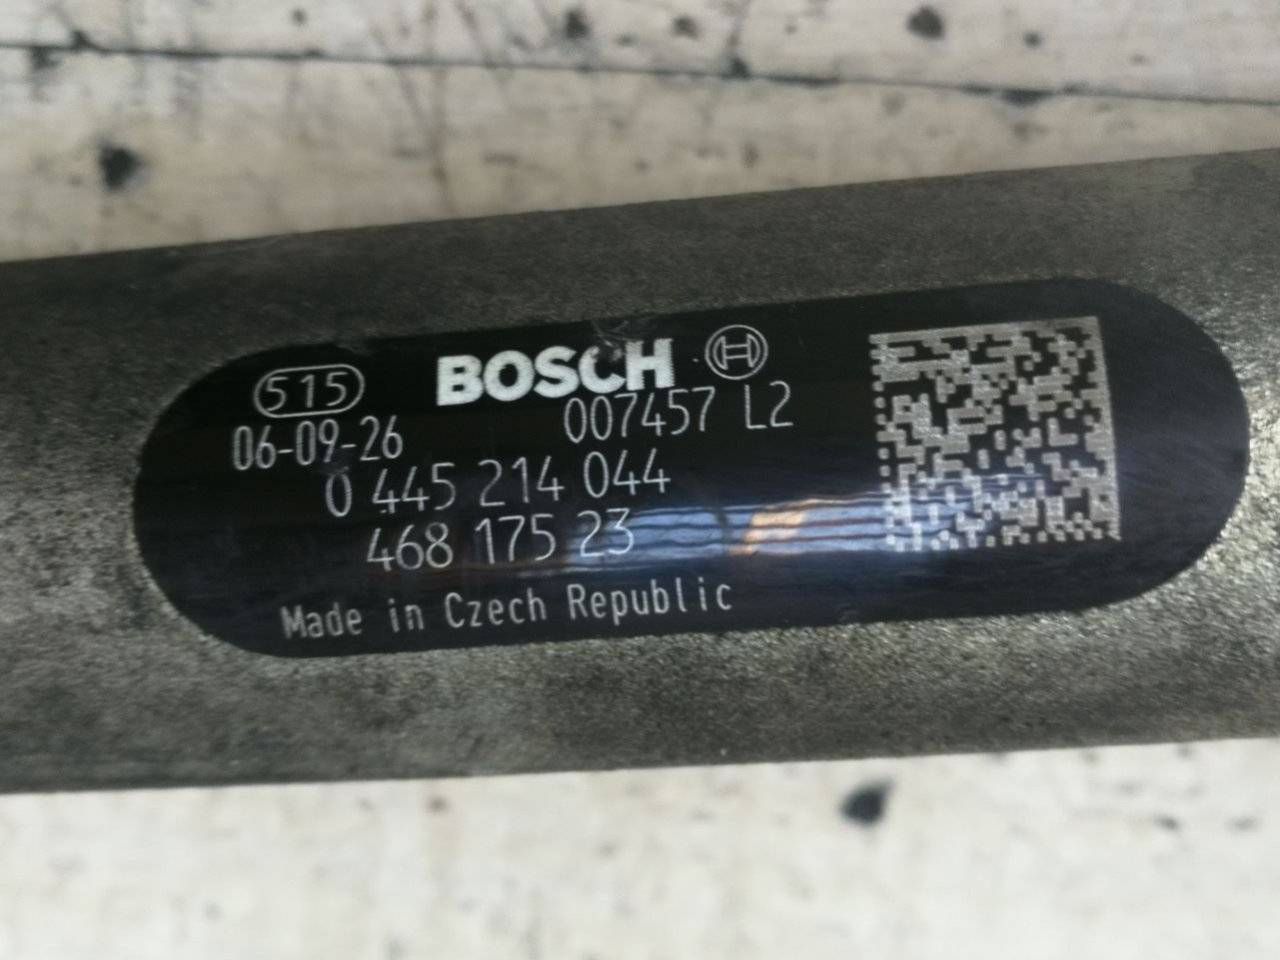 515 BOSCH
06-09-26 007457 L2
0 445 214 044
468 175 23
Made in Czech Republic